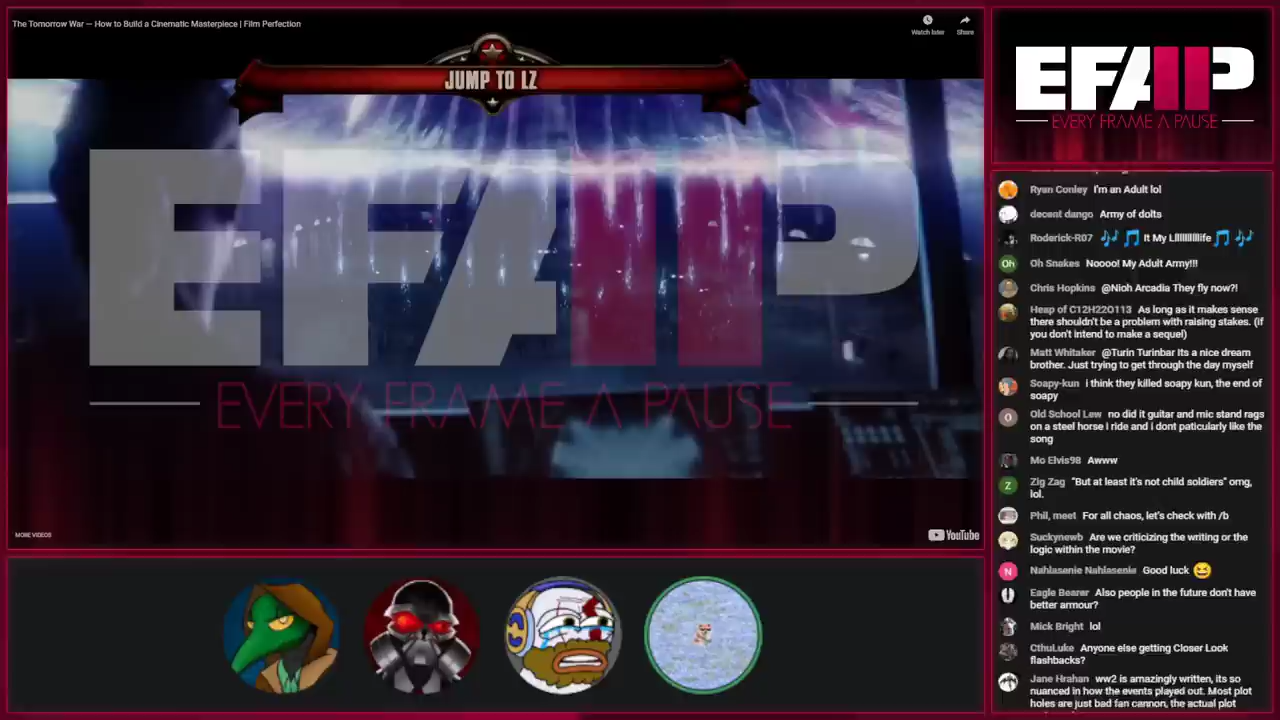 The Tomorrow War — How to Build a Cinematic Masterpiece | Film Perfection
Watch later
Share
JUMP TO LZ
EFAP
EVERY FRAME A PAUSE
MORE VIDEOS
YouTube
EFAP
EVERY FRAME A PAUSE
Ryan Conley I'm an Adult lol
decent dango Army of dolts
Roderick-R07 🎶 🎵 It My Lllllllllllife 🎵 🎶
Oh
Oh Snakes Noooo! My Adult Army!!!
Chris Hopkins @Nioh Arcadia They fly now?!
Heap of C12H22O113 As long as it makes sense
there shouldn't be a problem with raising stakes. (if
you don't intend to make a sequel)
Matt Whitaker @Turin Turinbar Its a nice dream
brother. Just trying to get through the day myself
Soapy-kun i think they killed soapy kun, the end of
soapy
O
Old School Lew no did it guitar and mic stand rags
on a steel horse i ride and i dont paticularly like the
song
Mo Elvis98 Awww
Z
Zig Zag "But at least it's not child soldiers" omg,
lol.
Phil, meet For all chaos, let's check with /b
Suckynewb Are we criticizing the writing or the
logic within the movie?
N
Nahlasenie Nahlasenie Good luck 😆
Eagle Bearer Also people in the future don't have
better armour?
Mick Bright lol
CthuLuke Anyone else getting Closer Look
flashbacks?
Jane Hrahan ww2 is amazingly written, its so
nuanced in how the events played out. Most plot
holes are just bad fan cannon, the actual plot